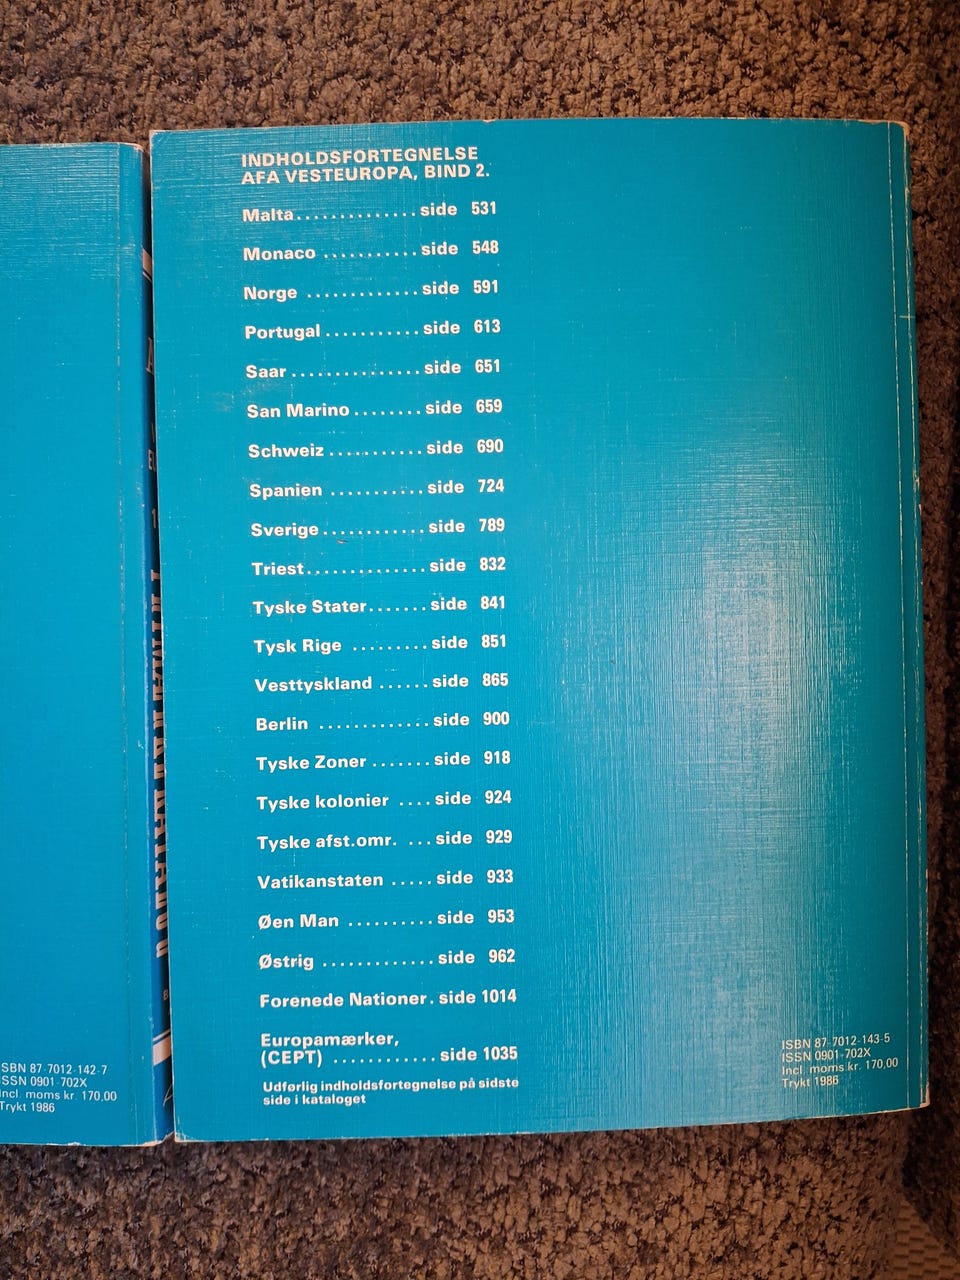 INDHOLDSFORTEGNELSE
AFA VESTEUROPA, BIND 2.
Malta.............. side 531
Monaco ........... side 548
Norge ............. side 591
Portugal ........... side 613
Saar ............... side 651
San Marino ........ side 659
Schweiz ........... side 690
Spanien ........... side 724
Sverige ............ side 789
Triest.............. side 832
Tyske Stater....... side 841
Tysk Rige ......... side 851
Vesttyskland ...... side 865
Berlin ............. side 900
Tyske Zoner ....... side 918
Tyske kolonier .... side 924
Tyske afst.omr. ... side 929
Vatikanstaten ..... side 933
Øen Man .......... side 953
Østrig ............. side 962
Forenede Nationer. side 1014
Europamærker,
(CEPT) ............ side 1035
Udførlig indholdsfortegnelse på sidste
side i kataloget
ISBN 87-7012-143-5
ISSN 0901-702X
Incl. moms kr. 170,00
Trykt 1986
ISBN 87-7012-142-7
ISSN 0901-702X
Incl. moms kr. 170,00
Trykt 1986